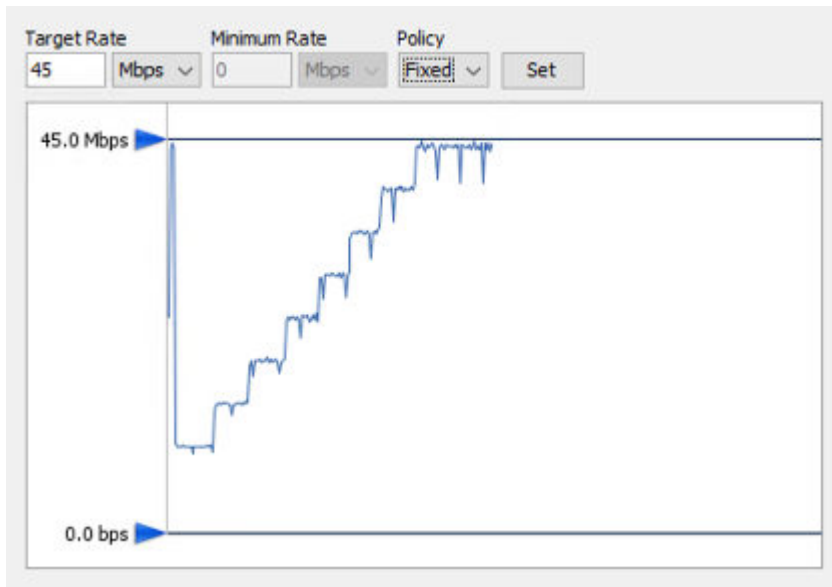 Target Rate Minimum Rate Policy
45 Mbps 0 Mbps Fixed Set
45.0 Mbps
0.0 bps